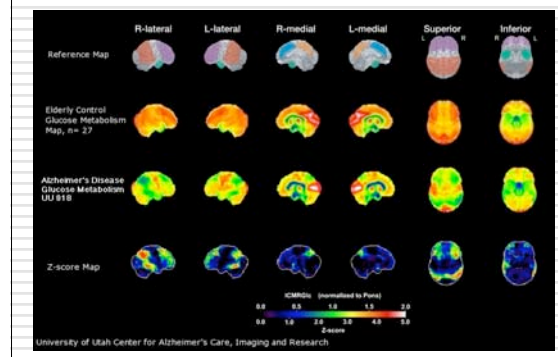 R-lateral L-lateral R-medial L-medial Superior Inferior
L R R L
Reference Map
Elderly Control
Glucose Metabolism
Map, n= 27
Alzheimer's Disease
Glucose Metabolism
UU 818
Z-score Map
lCMRGlc (normalized to Pons)
0.0 0.5 1.0 1.5 2.0
0.0 1.0 2.0 3.0 4.0 5.0
Z-score
University of Utah Center for Alzheimer's Care, Imaging and Research